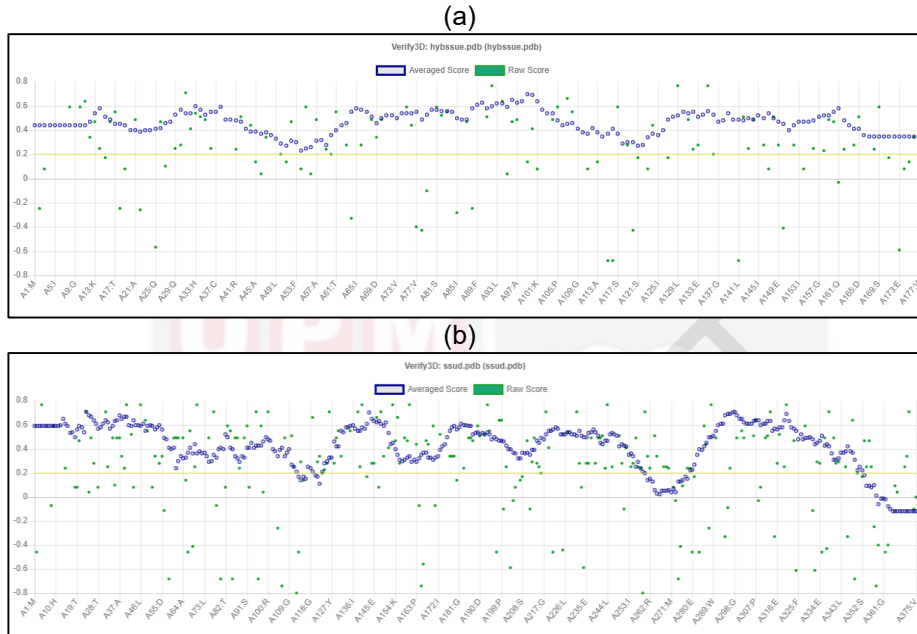 (a)
Verify3D: hybssue.pdb (hybssue.pdb)
Averaged Score Raw Score
0.8
0.6
0.4
0.2
0
-0.2
-0.4
-0.6
-0.8
A1:M A5:I A9:G A13:K A17:T A21:A A25:Q A29:Q A33:H A37:C A41:R A45:A A49:L A53:F A57:A A61:T A65:I A69:D A73:V A77:V A81:S A85:I A89:F A93:L A97:A A101:K A105:P A109:G A113:A A117:S A121:S A125:I A129:L A133:E A137:G A141:L A145:I A149:E A153:I A157:G A161:Q A165:D A169:S A173:E A177:V
UPM
(b)
Verify3D: ssud.pdb (ssud.pdb)
Averaged Score Raw Score
0.8
0.6
0.4
0.2
0
-0.2
-0.4
-0.6
-0.8
A1:M A10:H A19:T A28:T A37:A A46:L A55:D A64:A A73:L A82:T A91:S A100:R A109:G A118:G A127:Y A136:I A145:E A154:K A163:P A172:I A181:G A190:D A199:P A208:S A217:G A226:L A235:E A244:L A253:I A262:R A271:M A280:E A289:W A298:G A307:P A316:E A325:F A334:E A343:L A352:S A361:G A375:V